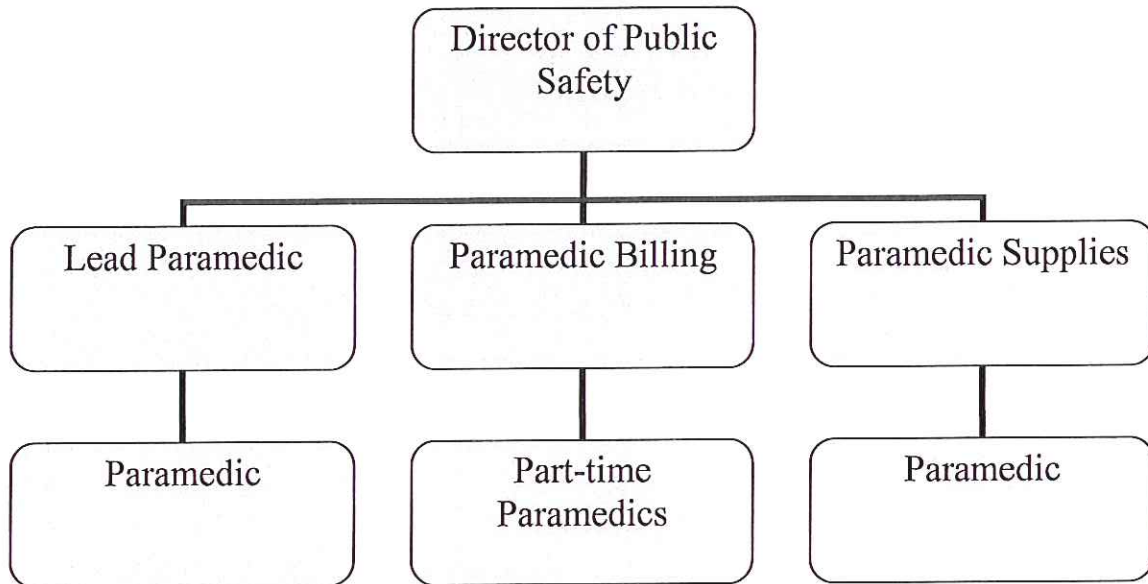 Director of Public
Safety
Lead Paramedic
Paramedic Billing
Paramedic Supplies
Paramedic
Part-time
Paramedics
Paramedic